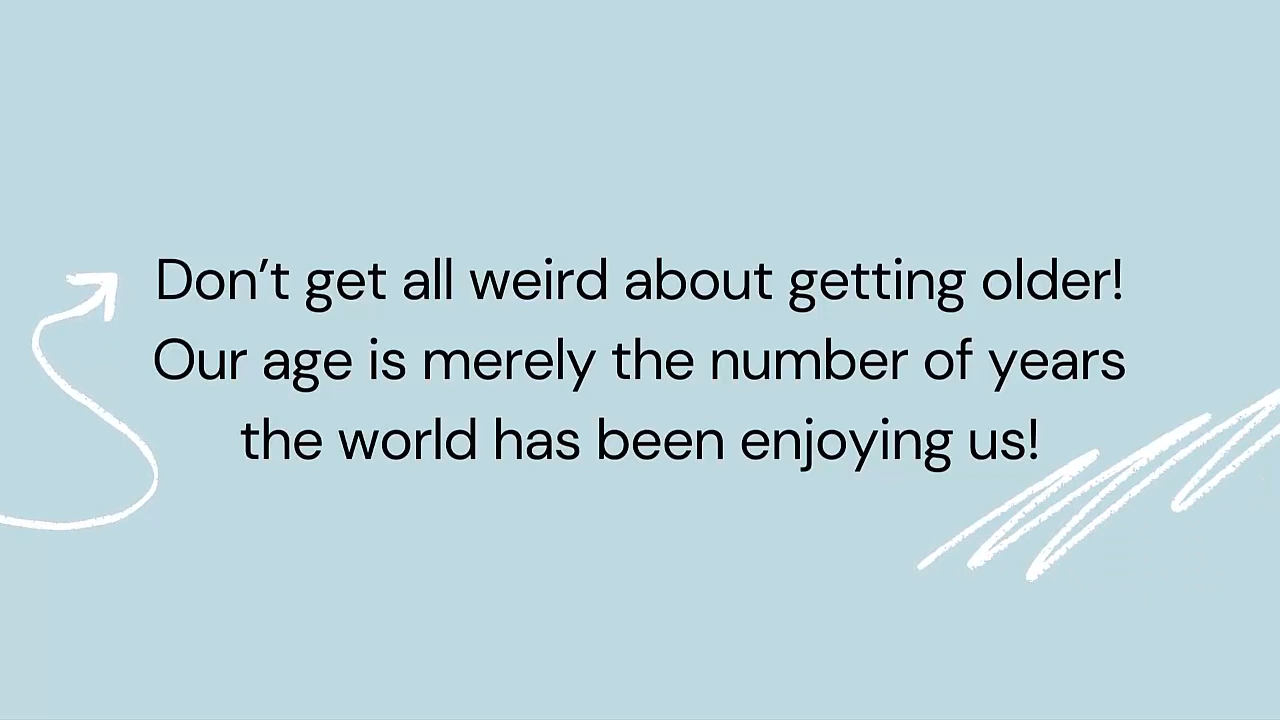 Don’t get all weird about getting older!
Our age is merely the number of years
the world has been enjoying us!